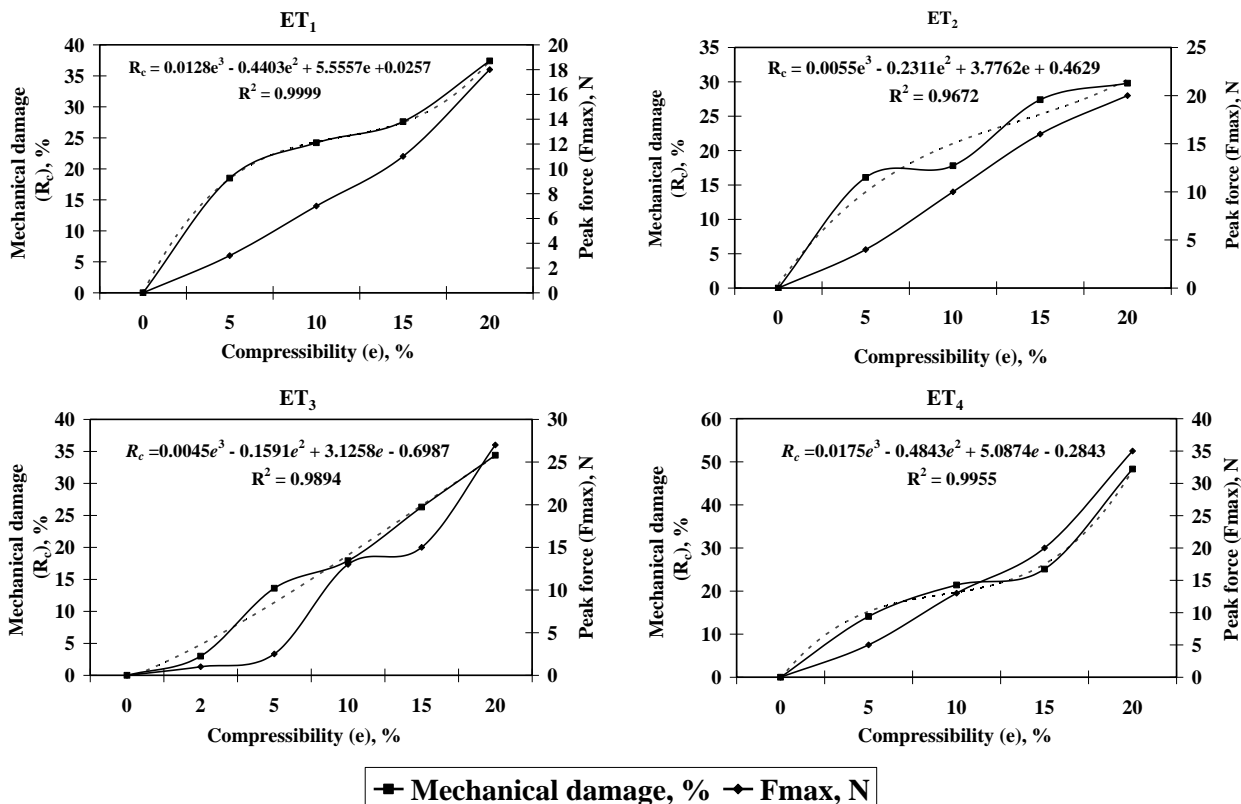 ET₁
R_c = 0.0128e³ - 0.4403e² + 5.5557e +0.0257
R² = 0.9999
Mechanical damage
(R_c), %
40
35
30
25
20
15
10
5
0
20
18
16
14
12
10
8
6
4
2
0
Peak force (Fmax), N
0 5 10 15 20
Compressibility (e), %
ET₂
R_c = 0.0055e³ - 0.2311e² + 3.7762e + 0.4629
R² = 0.9672
Mechanical damage
(R_c), %
35
30
25
20
15
10
5
0
25
20
15
10
5
0
Peak force (Fmax), N
0 5 10 15 20
Compressibility (e), %
ET₃
R_c =0.0045e³ - 0.1591e² + 3.1258e - 0.6987
R² = 0.9894
Mechanical damage
(R_c), %
40
35
30
25
20
15
10
5
0
30
25
20
15
10
5
0
Peak force (Fmax), N
0 2 5 10 15 20
Compressibility (e), %
ET₄
R_c =0.0175e³ - 0.4843e² + 5.0874e - 0.2843
R² = 0.9955
Mechanical damage
(R_c), %
60
50
40
30
20
10
0
40
35
30
25
20
15
10
5
0
Peak force (Fmax), N
0 5 10 15 20
Compressibility (e), %
Mechanical damage, % Fmax, N